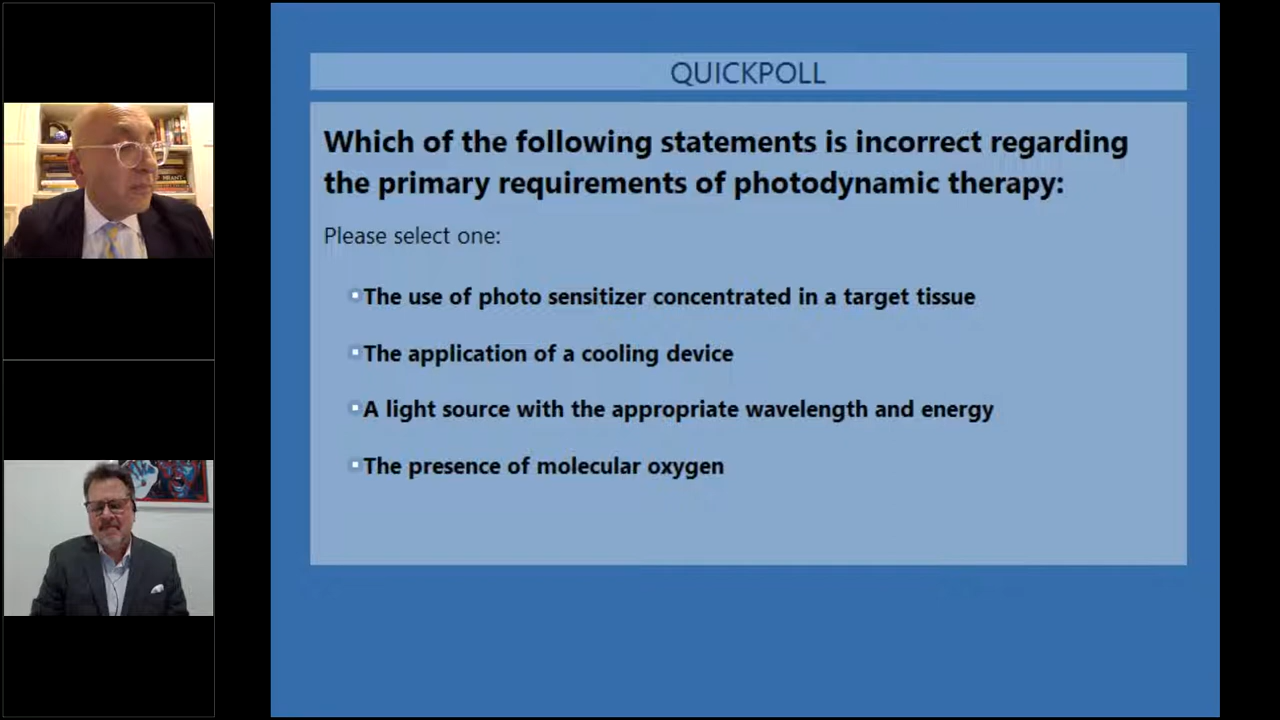 QUICKPOLL
Which of the following statements is incorrect regarding
the primary requirements of photodynamic therapy:
Please select one:
▪The use of photo sensitizer concentrated in a target tissue
▪The application of a cooling device
▪A light source with the appropriate wavelength and energy
▪The presence of molecular oxygen